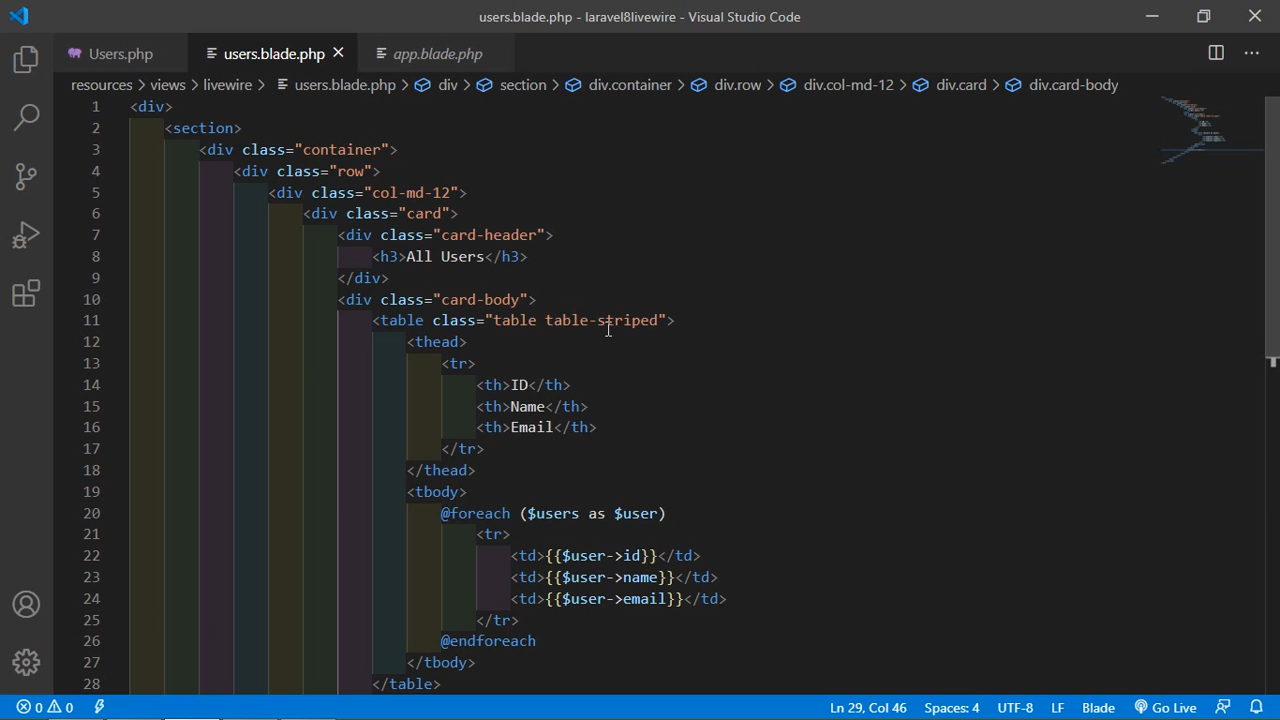 users.blade.php - laravel8livewire - Visual Studio Code
Users.php users.blade.php app.blade.php
resources > views > livewire > users.blade.php > div > section > div.container > div.row > div.col-md-12 > div.card > div.card-body
1 <div>
2 <section>
3 <div class="container">
4 <div class="row">
5 <div class="col-md-12">
6 <div class="card">
7 <div class="card-header">
8 <h3>All Users</h3>
9 </div>
10 <div class="card-body">
11 <table class="table table-striped">
12 <thead>
13 <tr>
14 <th>ID</th>
15 <th>Name</th>
16 <th>Email</th>
17 </tr>
18 </thead>
19 <tbody>
20 @foreach ($users as $user)
21 <tr>
22 <td>{{$user->id}}</td>
23 <td>{{$user->name}}</td>
24 <td>{{$user->email}}</td>
25 </tr>
26 @endforeach
27 </tbody>
28 </table>
0 0 Ln 29, Col 46 Spaces: 4 UTF-8 LF Blade Go Live